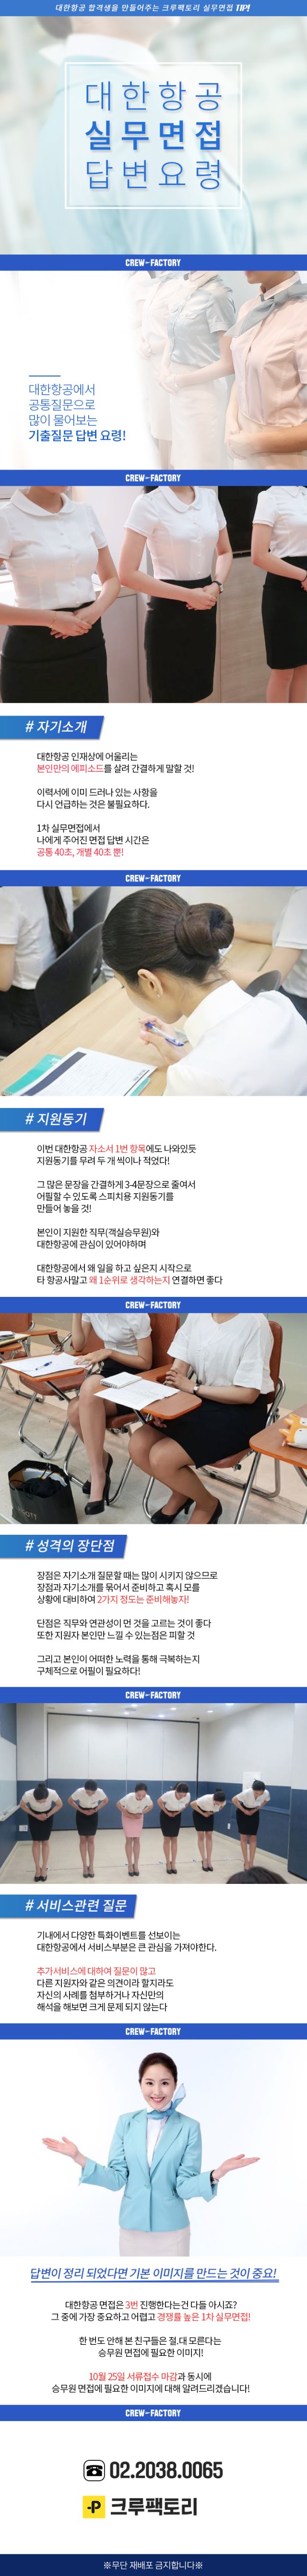 대한항공 합격생을 만들어주는 크루팩토리 실무면접 TIP!
대한항공
실무면접
답변요령
CREW-FACTORY
대한항공에서
공통질문으로
많이 물어보는
기출질문 답변 요령!
CREW-FACTORY
# 자기소개
대한항공 인재상에 어울리는
본인만의 에피소드를 살려 간결하게 말할 것!
이력서에 이미 드러나 있는 사항을
다시 언급하는 것은 불필요하다.
1차 실무면접에서
나에게 주어진 면접 답변 시간은
공통 40초, 개별 40초 뿐!
CREW-FACTORY
# 지원동기
이번 대한항공 자소서 1번 항목에도 나와있듯
지원동기를 무려 두 개 씩이나 적었다!
그 많은 문장을 간결하게 3-4문장으로 줄여서
어필할 수 있도록 스피치용 지원동기를
만들어 놓을 것!
본인이 지원한 직무(객실승무원)와
대한항공에 관심이 있어야하며
대한항공에서 왜 일을 하고 싶은지 시작으로
타 항공사말고 왜 1순위로 생각하는지 연결하면 좋다
CREW-FACTORY
# 성격의 장단점
장점은 자기소개 질문할 때는 많이 시키지 않으므로
장점과 자기소개를 묶어서 준비하고 혹시 모를
상황에 대비하여 2가지 정도는 준비해놓자!
단점은 직무와 연관성이 먼 것을 고르는 것이 좋다
또한 지원자 본인만 느낄 수 있는점은 피할 것
그리고 본인이 어떠한 노력을 통해 극복하는지
구체적으로 어필이 필요하다!
CREW-FACTORY
# 서비스관련 질문
기내에서 다양한 특화이벤트를 선보이는
대한항공에서 서비스부분은 큰 관심을 가져야한다.
추가서비스에 대하여 질문이 많고
다른 지원자와 같은 의견이라 할지라도
자신의 사례를 첨부하거나 자신만의
해석을 해보면 크게 문제 되지 않는다
CREW-FACTORY
답변이 정리 되었다면 기본 이미지를 만드는 것이 중요!
대한항공 면접은 3번 진행한다는건 다들 아시죠?
그 중에 가장 중요하고 어렵고 경쟁률 높은 1차 실무면접!
한 번도 안해 본 친구들은 절.대 모른다는
승무원 면접에 필요한 이미지!
10월 25일 서류접수 마감과 동시에
승무원 면접에 필요한 이미지에 대해 알려드리겠습니다!
CREW-FACTORY
02.2038.0065
-P 크루팩토리
※무단 재배포 금지합니다※